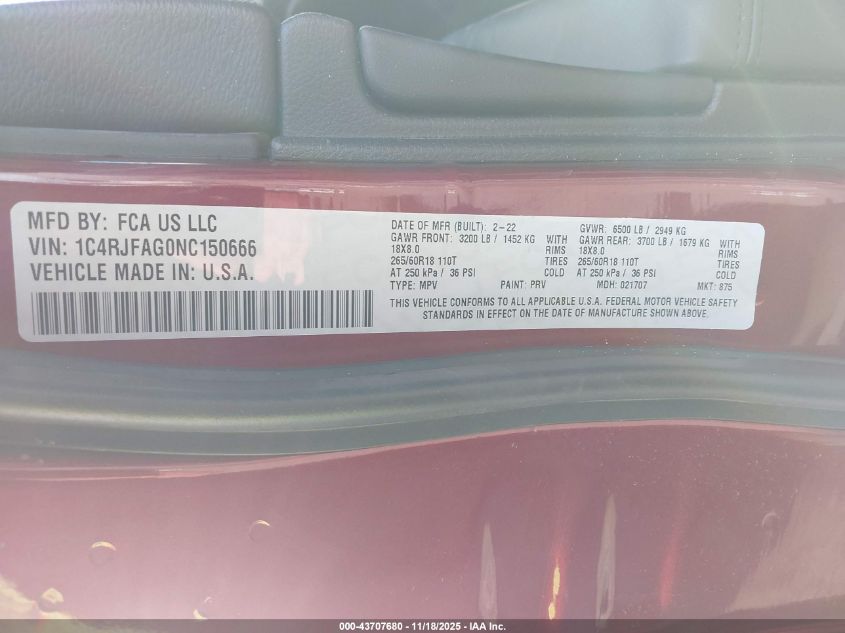 MFD BY: FCA US LLC
VIN: 1C4RJFAG0NC150666
VEHICLE MADE IN: U.S.A.
DATE OF MFR (BUILT): 2-22 GVWR: 6500 LB / 2949 KG
GAWR FRONT: 3200 LB / 1452 KG WITH GAWR REAR: 3700 LB / 1679 KG WITH
18X8.0 RIMS 18X8.0 RIMS
265/60R18 110T TIRES 265/60R18 110T TIRES
AT 250 kPa / 36 PSI COLD AT 250 kPa / 36 PSI COLD
TYPE: MPV PAINT: PRV MDH: 021707 MKT: 875
THIS VEHICLE CONFORMS TO ALL APPLICABLE U.S.A. FEDERAL MOTOR VEHICLE SAFETY
STANDARDS IN EFFECT ON THE DATE OF MANUFACTURE SHOWN ABOVE.
000-43707680 - 11/18/2025 - IAA Inc.